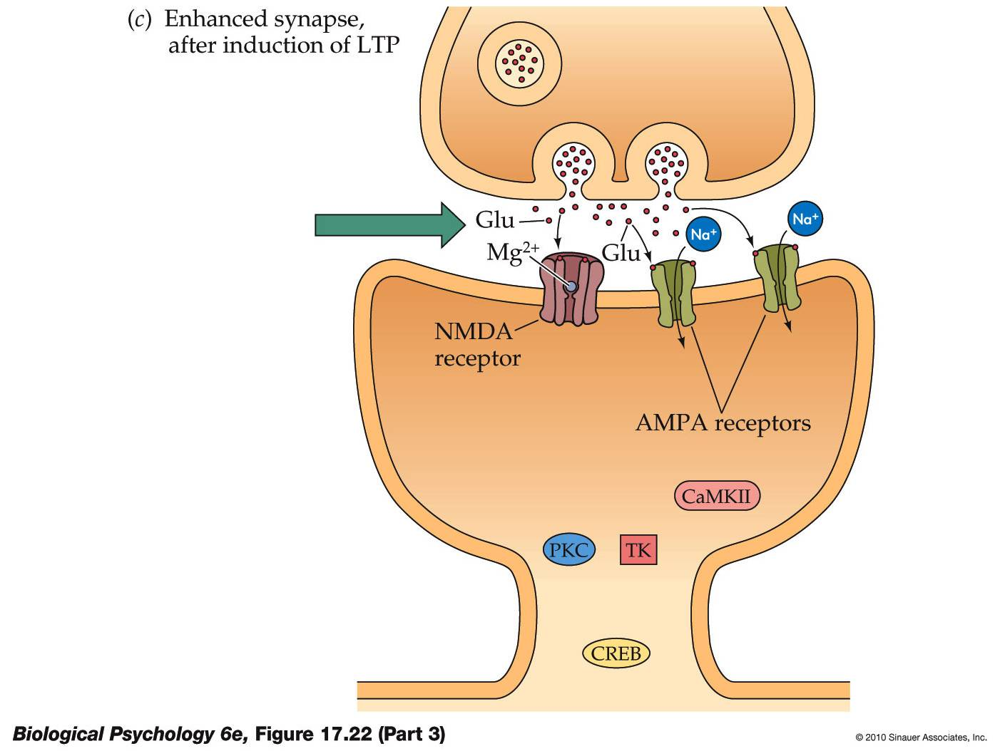 (c) Enhanced synapse,
after induction of LTP
Glu
Mg²⁺
Glu
Na⁺
Na⁺
NMDA
receptor
AMPA receptors
CaMKII
PKC
TK
CREB
Biological Psychology 6e, Figure 17.22 (Part 3)
© 2010 Sinauer Associates, Inc.